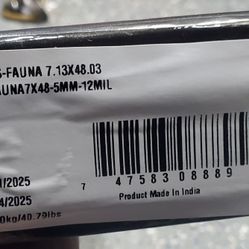 -FAUNA 7.13X48.03
AUNA7X48-5MM-12MIL
1/2025
4/2025
0kg/40.79lbs
7 47583 08889
Product Made In India